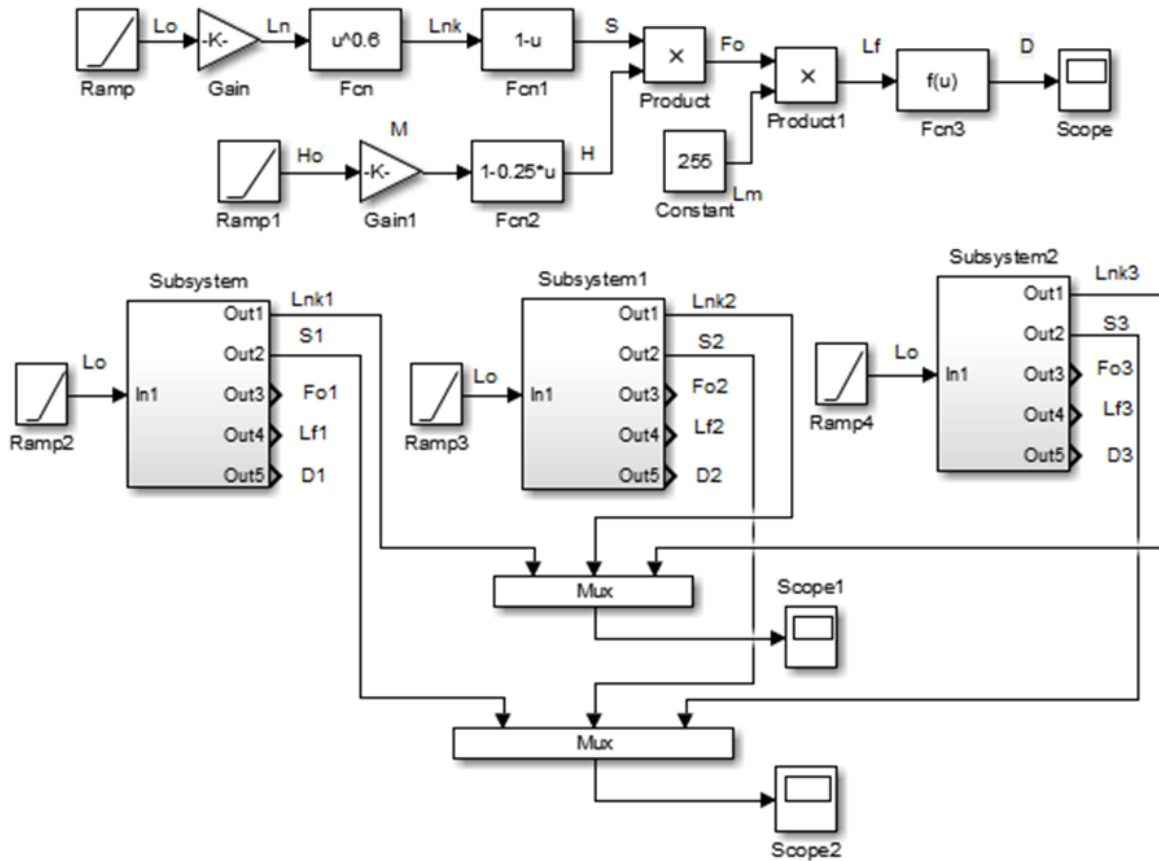 Lo Ln Lnk S Fo Lf D
-K- u^0.6 1-u × × f(u)
Ramp Gain Fcn Fcn1 Product Product1 Fcn3 Scope
Ho M H 255 Lm
-K- 1-0.25*u
Ramp1 Gain1 Fcn2 Constant
Subsystem Subsystem1 Subsystem2
Lo
Ramp2
In1
Out1 Lnk1
Out2 S1
Out3 Fo1
Out4 Lf1
Out5 D1
Lo
Ramp3
In1
Out1 Lnk2
Out2 S2
Out3 Fo2
Out4 Lf2
Out5 D2
Lo
Ramp4
In1
Out1 Lnk3
Out2 S3
Out3 Fo3
Out4 Lf3
Out5 D3
Mux
Scope1
Mux
Scope2